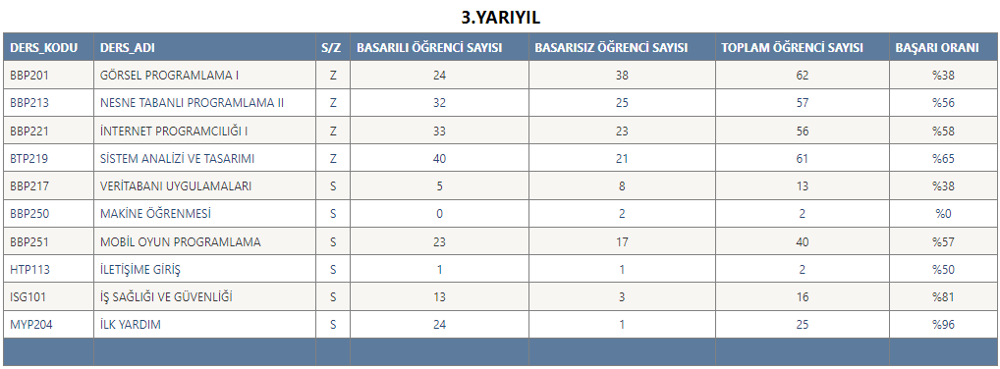 3.YARIYIL
DERS_KODU DERS_ADI S/Z BASARILI ÖĞRENCİ SAYISI BASARISIZ ÖĞRENCİ SAYISI TOPLAM ÖĞRENCİ SAYISI BAŞARI ORANI
BBP201 GÖRSEL PROGRAMLAMA I Z 24 38 62 %38
BBP213 NESNE TABANLI PROGRAMLAMA II Z 32 25 57 %56
BBP221 İNTERNET PROGRAMCILIĞI I Z 33 23 56 %58
BTP219 SİSTEM ANALİZİ VE TASARIMI Z 40 21 61 %65
BBP217 VERİTABANI UYGULAMALARI S 5 8 13 %38
BBP250 MAKİNE ÖĞRENMESİ S 0 2 2 %0
BBP251 MOBİL OYUN PROGRAMLAMA S 23 17 40 %57
HTP113 İLETİŞİME GİRİŞ S 1 1 2 %50
ISG101 İŞ SAĞLIĞI VE GÜVENLİĞİ S 13 3 16 %81
MYP204 İLK YARDIM S 24 1 25 %96